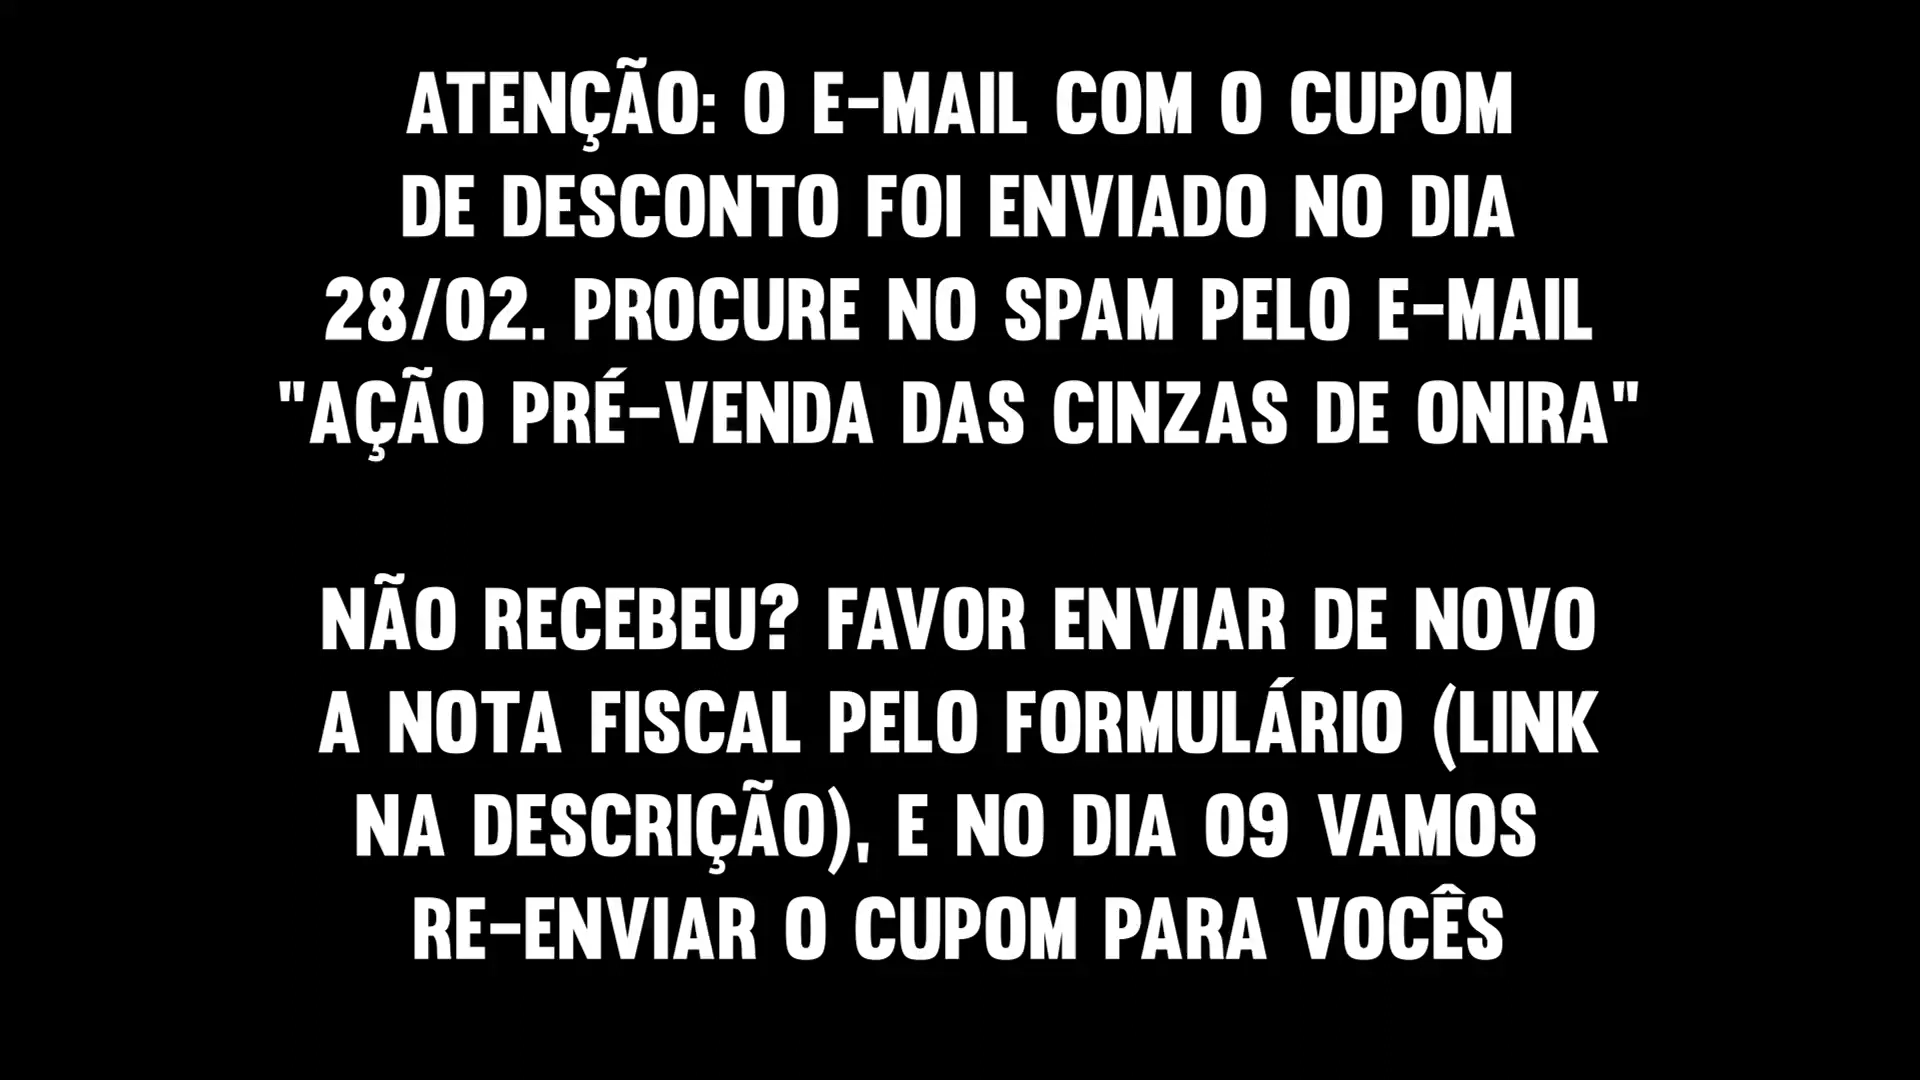 ATENÇÃO: O E-MAIL COM O CUPOM
DE DESCONTO FOI ENVIADO NO DIA
28/02. PROCURE NO SPAM PELO E-MAIL
"AÇÃO PRÉ-VENDA DAS CINZAS DE ONIRA"
NÃO RECEBEU? FAVOR ENVIAR DE NOVO
A NOTA FISCAL PELO FORMULÁRIO (LINK
NA DESCRIÇÃO), E NO DIA 09 VAMOS
RE-ENVIAR O CUPOM PARA VOCÊS